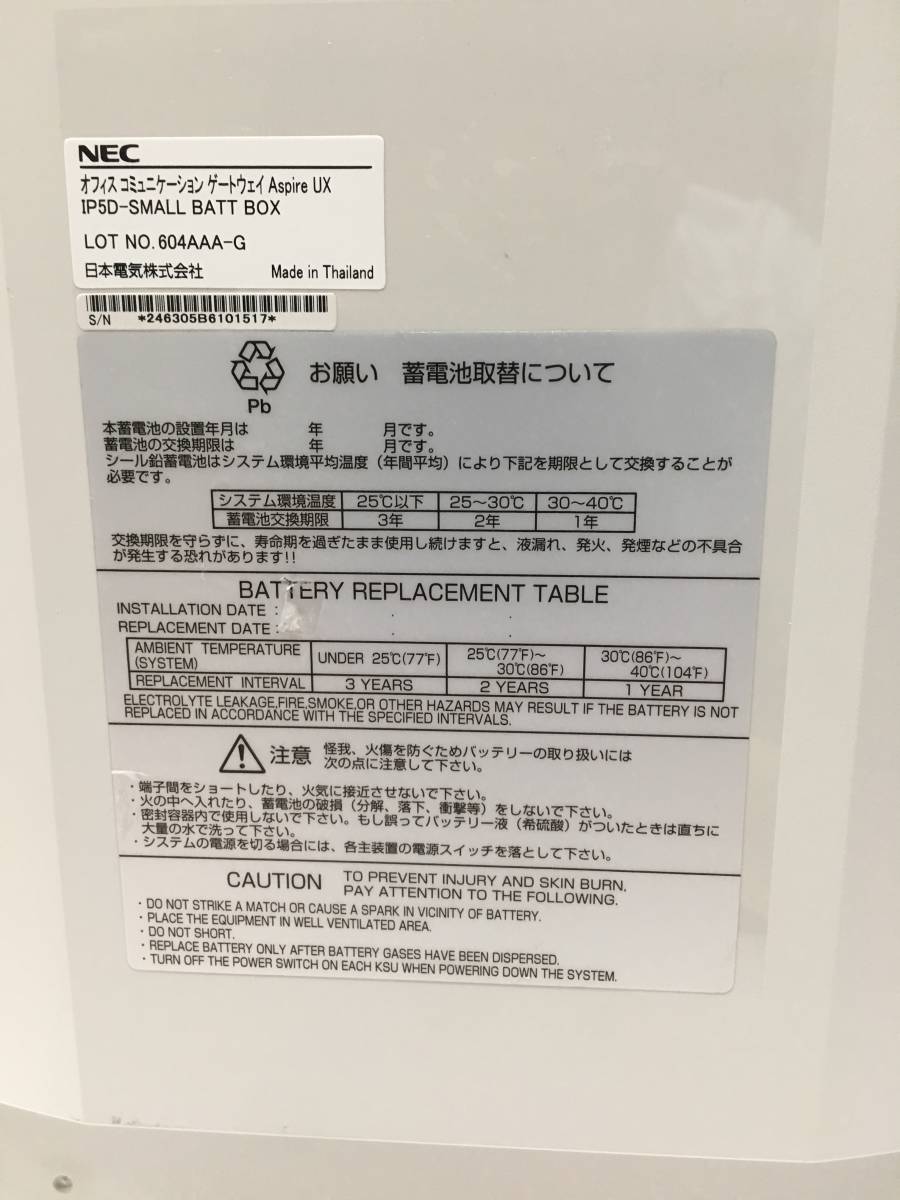 NEC
オフィス コミュニケーション ゲートウェイ Aspire UX
IP5D-SMALL BATT BOX
LOT NO. 604AAA-G
日本電気株式会社 Made in Thailand
S/N *246305B6101517*
お願い 蓄電池取替について
Pb
本蓄電池の設置年月は 年 月です。
蓄電池の交換期限は 年 月です。
シール鉛蓄電池はシステム環境平均温度（年間平均）により下記を期限として交換することが
必要です。
システム環境温度 25℃以下 25～30℃ 30～40℃
蓄電池交換期限 3年 2年 1年
交換期限を守らずに、寿命期を過ぎたまま使用し続けますと、液漏れ、発火、発煙などの不具合
が発生する恐れがあります!!
BATTERY REPLACEMENT TABLE
INSTALLATION DATE :
REPLACEMENT DATE :
AMBIENT TEMPERATURE (SYSTEM) UNDER 25℃(77℉) 25℃(77℉)～ 30℃(86℉) 30℃(86℉)～ 40℃(104℉)
REPLACEMENT INTERVAL 3 YEARS 2 YEARS 1 YEAR
ELECTROLYTE LEAKAGE,FIRE,SMOKE,OR OTHER HAZARDS MAY RESULT IF THE BATTERY IS NOT
REPLACED IN ACCORDANCE WITH THE SPECIFIED INTERVALS.
注意 怪我、火傷を防ぐためバッテリーの取り扱いには
次の点に注意して下さい。
・端子間をショートしたり、火気に接近させないで下さい。
・火の中へ入れたり、蓄電池の破損（分解、落下、衝撃等）をしないで下さい。
・密封容器内で使用しないで下さい。もし誤ってバッテリー液（希硫酸）がついたときは直ちに
大量の水で洗って下さい。
・システムの電源を切る場合には、各主装置の電源スイッチを落として下さい。
CAUTION TO PREVENT INJURY AND SKIN BURN,
PAY ATTENTION TO THE FOLLOWING.
・DO NOT STRIKE A MATCH OR CAUSE A SPARK IN VICINITY OF BATTERY.
・PLACE THE EQUIPMENT IN WELL VENTILATED AREA.
・DO NOT SHORT.
・REPLACE BATTERY ONLY AFTER BATTERY GASES HAVE BEEN DISPERSED.
・TURN OFF THE POWER SWITCH ON EACH KSU WHEN POWERING DOWN THE SYSTEM.